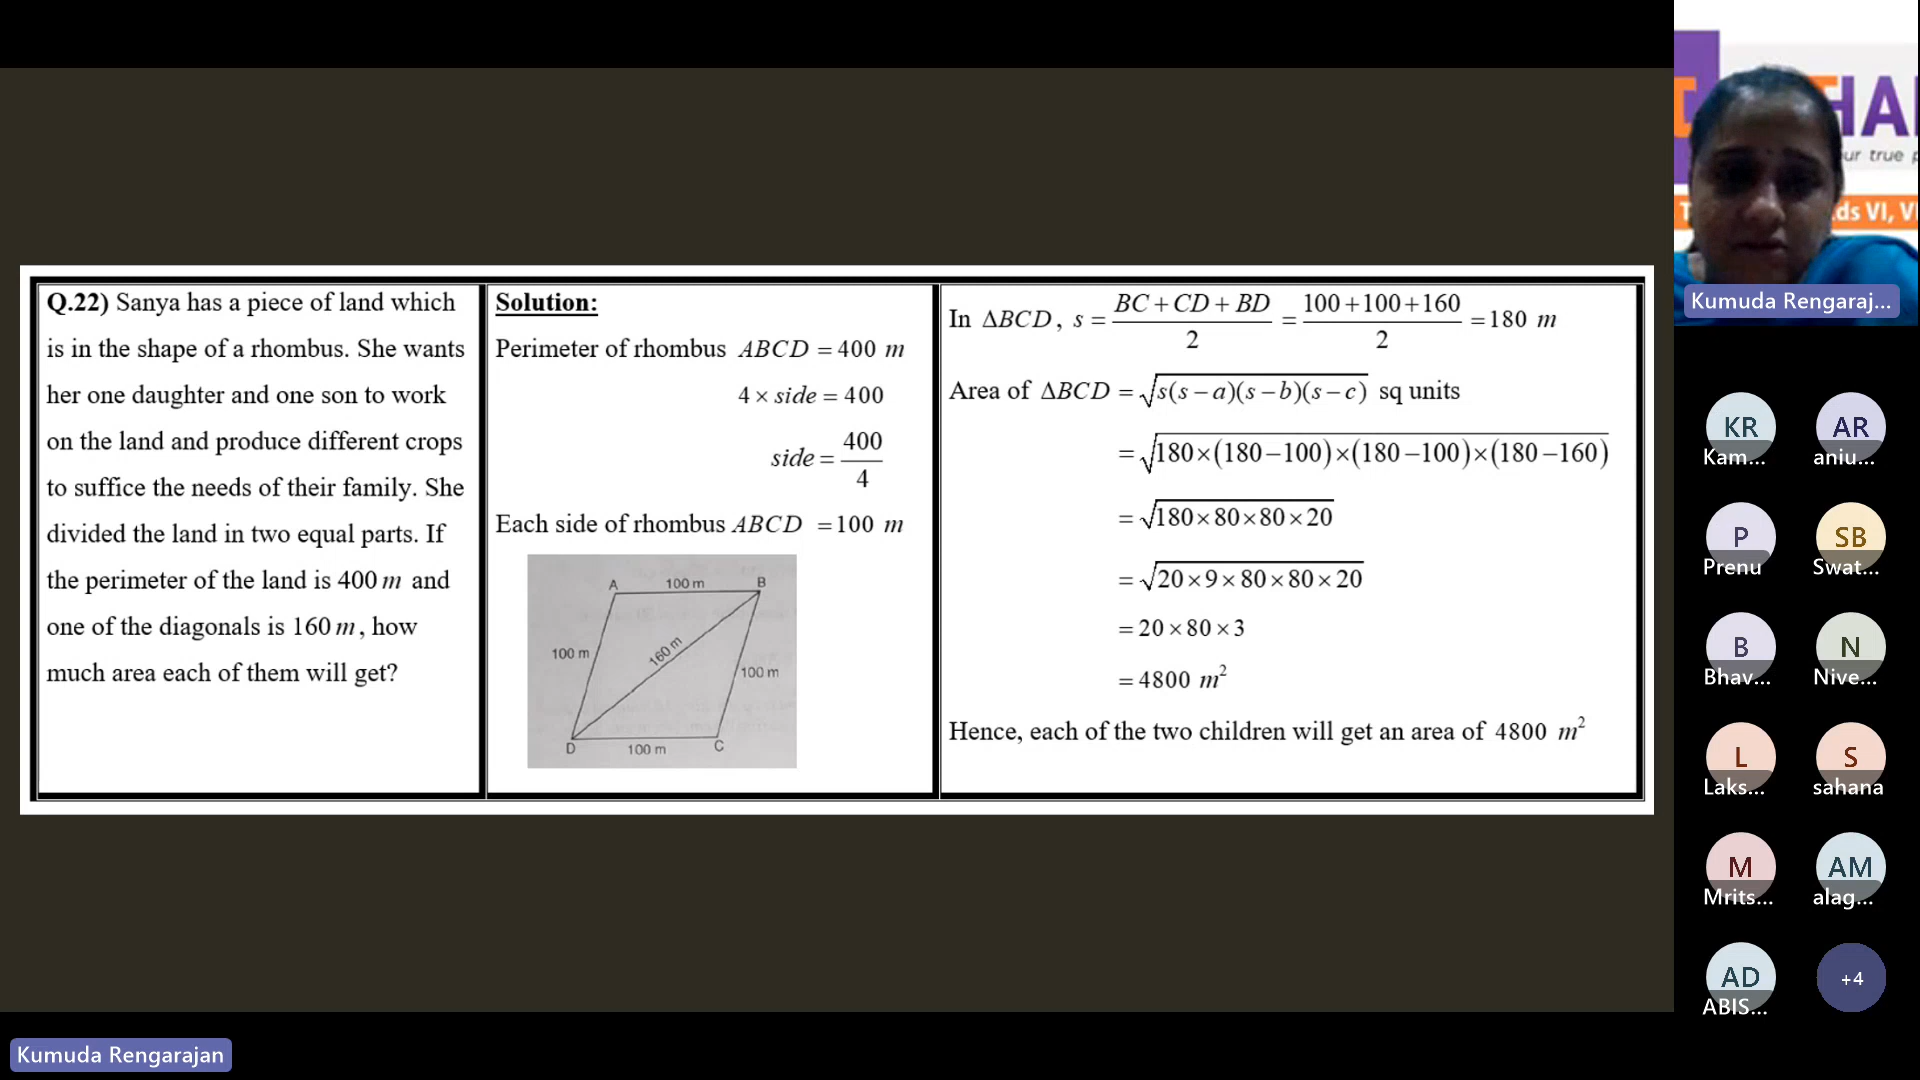 Q.22) Sanya has a piece of land which
is in the shape of a rhombus. She wants
her one daughter and one son to work
on the land and produce different crops
to suffice the needs of their family. She
divided the land in two equal parts. If
the perimeter of the land is 400 m and
one of the diagonals is 160 m, how
much area each of them will get?
Solution:
Perimeter of rhombus ABCD = 400 m
4 × side = 400
side = 400/4
Each side of rhombus ABCD = 100 m
A 100 m B
100 m 160 m 100 m
D 100 m C
In ΔBCD, s = (BC + CD + BD)/2 = (100 + 100 + 160)/2 = 180 m
Area of ΔBCD = √(s(s − a)(s − b)(s − c)) sq units
= √(180 × (180 − 100) × (180 − 100) × (180 − 160))
= √(180 × 80 × 80 × 20)
= √(20 × 9 × 80 × 80 × 20)
= 20 × 80 × 3
= 4800 m²
Hence, each of the two children will get an area of 4800 m²
HA
ur true p
ds VI, V
Kumuda Rengaraj...
KR AR
Kam... aniu...
P SB
Prenu Swat...
B N
Bhav... Nive...
L S
Laks... sahana
M AM
Mrits... alag...
AD +4
ABIS...
Kumuda Rengarajan